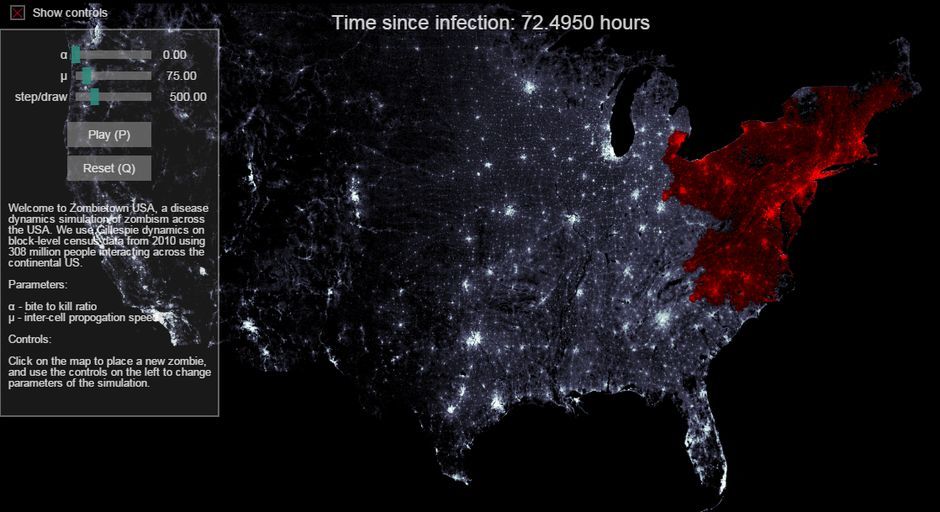 Show controls
Time since infection: 72.4950 hours
α 0.00
μ 75.00
step/draw 500.00
Play (P)
Reset (Q)
Welcome to Zombietown USA, a disease
dynamics simulation of zombism across
the USA. We use Gillespie dynamics on
block-level census data from 2010 using
308 million people interacting across the
continental US.
Parameters:
α - bite to kill ratio
μ - inter-cell propogation speed
Controls:
Click on the map to place a new zombie,
and use the controls on the left to change
parameters of the simulation.